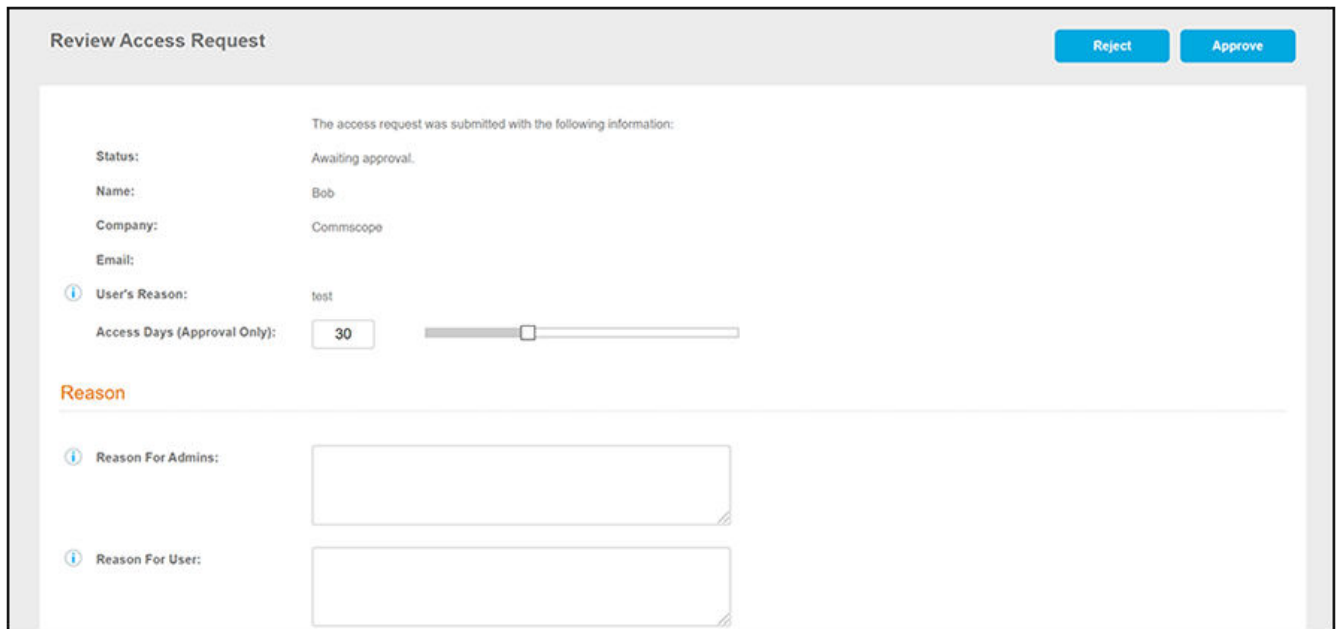 Review Access Request
Reject
Approve
The access request was submitted with the following information:
Status: Awaiting approval.
Name: Bob
Company: Commscope
Email:
User's Reason: test
Access Days (Approval Only): 30
Reason
Reason For Admins:
Reason For User: